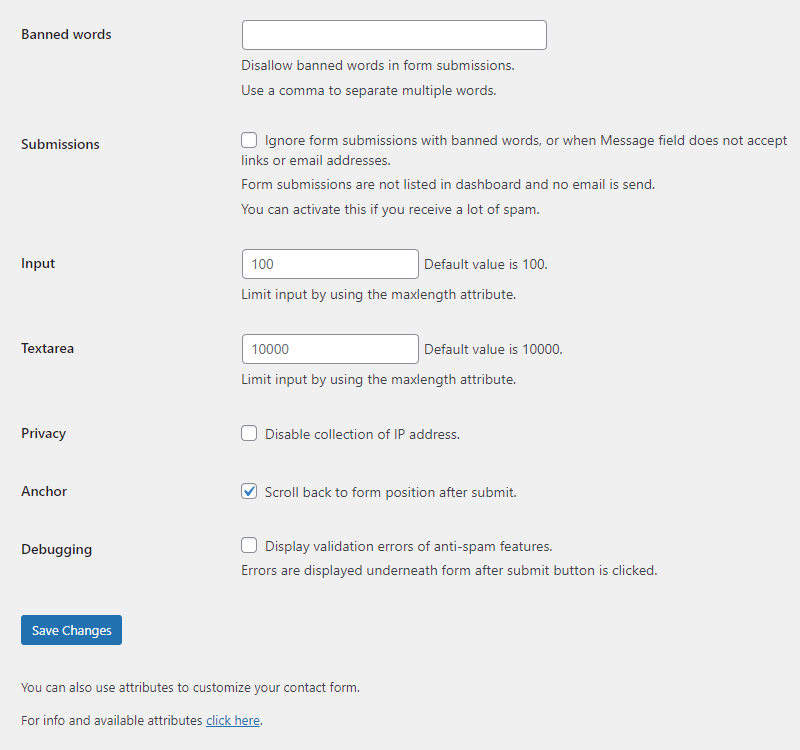 Banned words
Disallow banned words in form submissions.
Use a comma to separate multiple words.
Submissions
Ignore form submissions with banned words, or when Message field does not accept
links or email addresses.
Form submissions are not listed in dashboard and no email is send.
You can activate this if you receive a lot of spam.
Input
100 Default value is 100.
Limit input by using the maxlength attribute.
Textarea
10000 Default value is 10000.
Limit input by using the maxlength attribute.
Privacy
Disable collection of IP address.
Anchor
Scroll back to form position after submit.
Debugging
Display validation errors of anti-spam features.
Errors are displayed underneath form after submit button is clicked.
Save Changes
You can also use attributes to customize your contact form.
For info and available attributes click here.